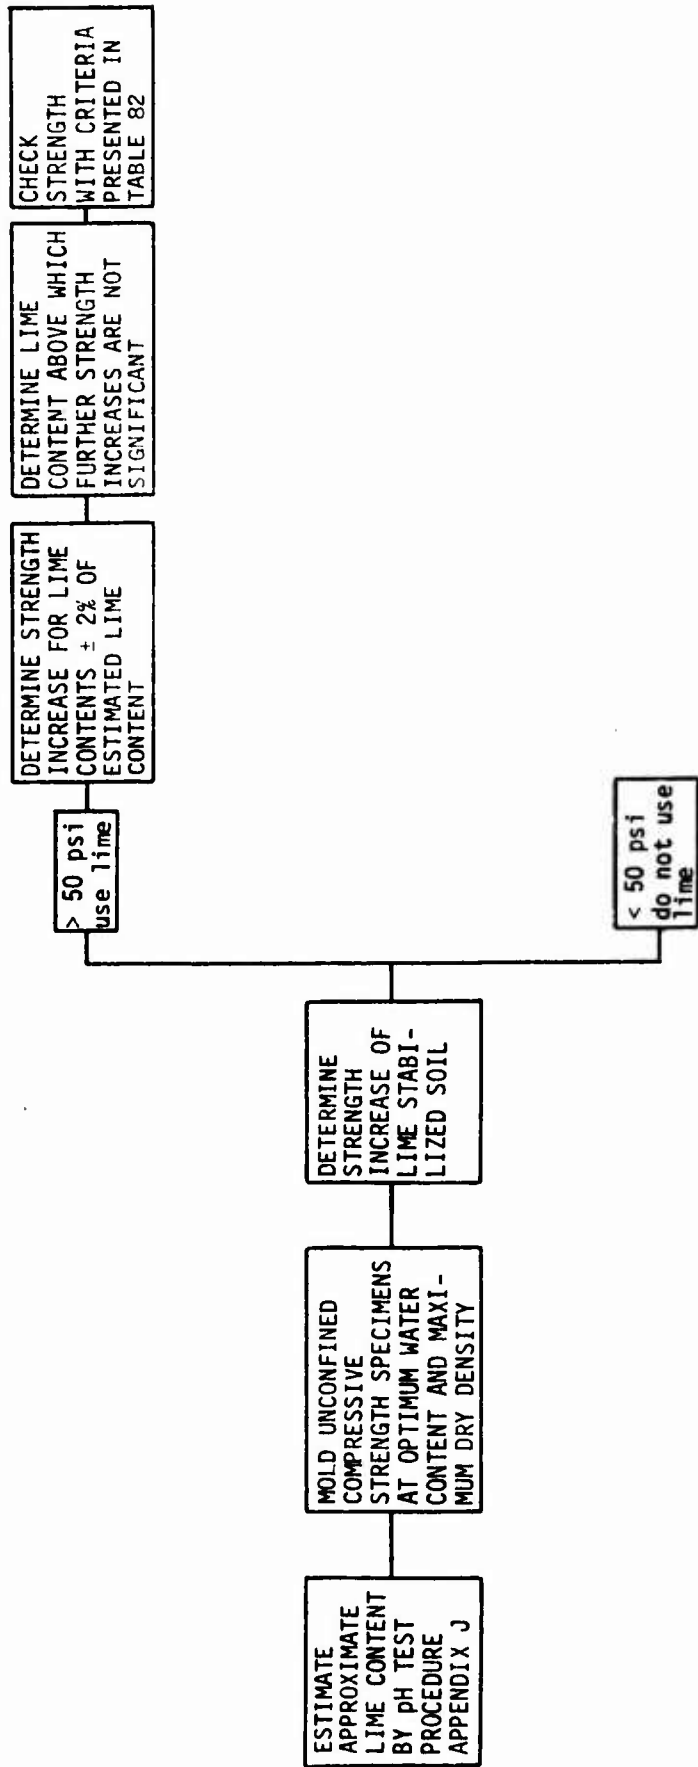 ESTIMATE
APPROXIMATE
LIME CONTENT
BY pH TEST
PROCEDURE
APPENDIX J
MOLD UNCONFINED
COMPRESSIVE
STRENGTH SPECIMENS
AT OPTIMUM WATER
CONTENT AND MAXI-
MUM DRY DENSITY
DETERMINE
STRENGTH
INCREASE OF
LIME STABI-
LIZED SOIL
> 50 psi
use lime
DETERMINE STRENGTH
INCREASE FOR LIME
CONTENTS ± 2% OF
ESTIMATED LIME
CONTENT
DETERMINE LIME
CONTENT ABOVE WHICH
FURTHER STRENGTH
INCREASES ARE NOT
SIGNIFICANT
CHECK
STRENGTH
WITH CRITERIA
PRESENTED IN
TABLE 82
< 50 psi
do not use
lime